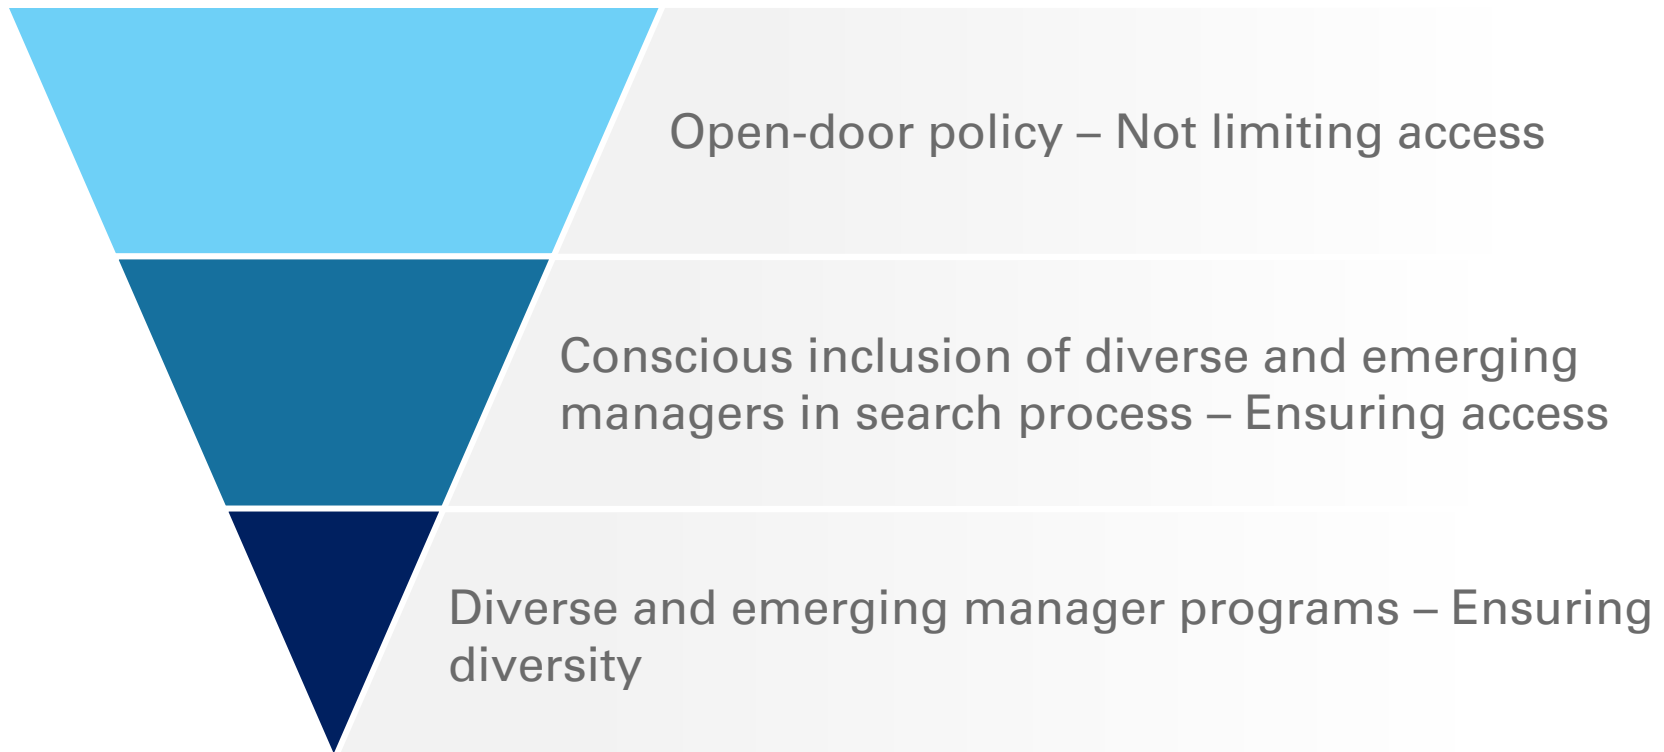 Open-door policy – Not limiting access
Conscious inclusion of diverse and emerging
managers in search process – Ensuring access
Diverse and emerging manager programs – Ensuring
diversity